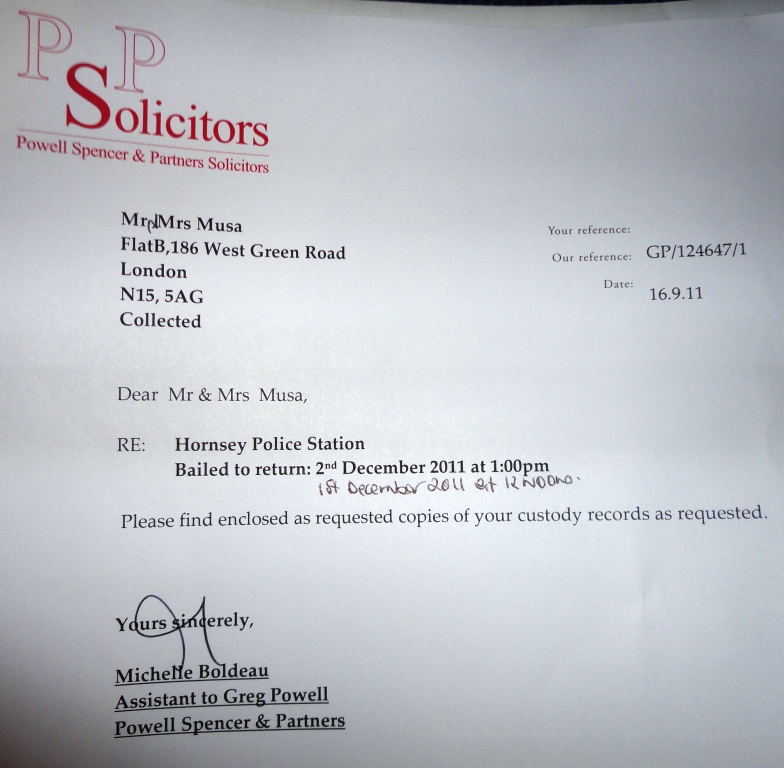 PSP
Solicitors
Powell Spencer & Partners Solicitors
Mr & Mrs Musa
FlatB,186 West Green Road
London
N15, 5AG
Collected
Your reference:
Our reference: GP/124647/1
Date: 16.9.11
Dear Mr & Mrs Musa,
RE: Hornsey Police Station
Bailed to return: 2nd December 2011 at 1:00pm
1st December 2011 at 12 noon.
Please find enclosed as requested copies of your custody records as requested.
Yours sincerely,
Michelle Boldeau
Assistant to Greg Powell
Powell Spencer & Partners